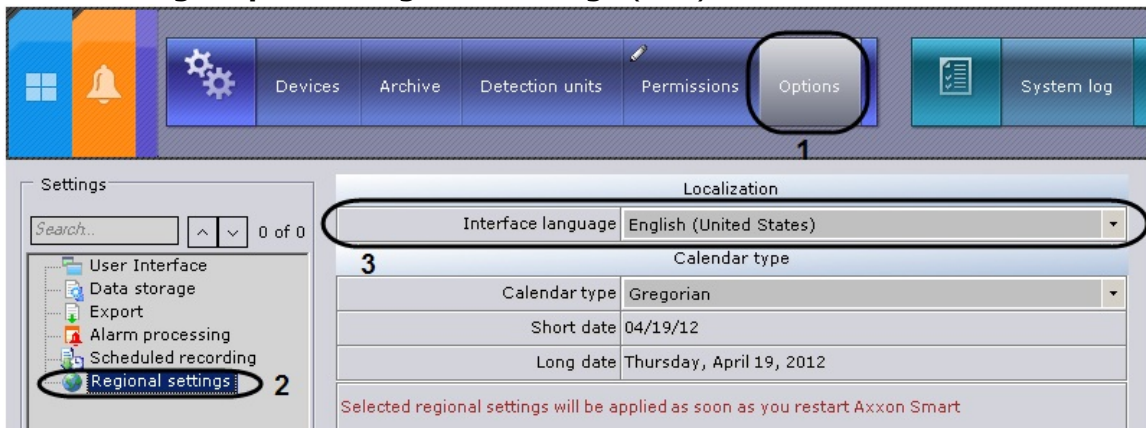 Devices Archive Detection units Permissions Options System log
1
Settings
Search... 0 of 0
User Interface
Data storage
Export
Alarm processing
Scheduled recording
Regional settings 2
Localization
Interface language English (United States)
3 Calendar type
Calendar type Gregorian
Short date 04/19/12
Long date Thursday, April 19, 2012
Selected regional settings will be applied as soon as you restart Axxon Smart